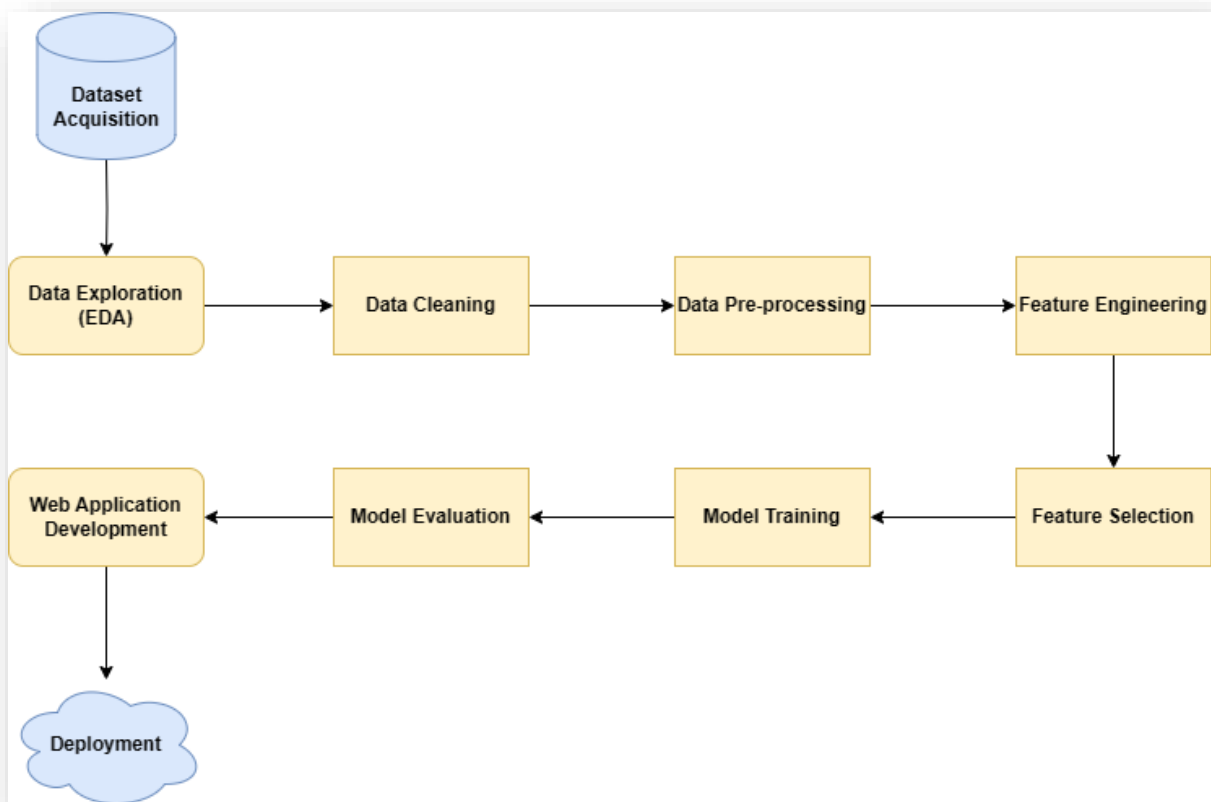 Dataset
Acquisition
Data Exploration
(EDA)
Data Cleaning
Data Pre-processing
Feature Engineering
Feature Selection
Model Training
Model Evaluation
Web Application
Development
Deployment